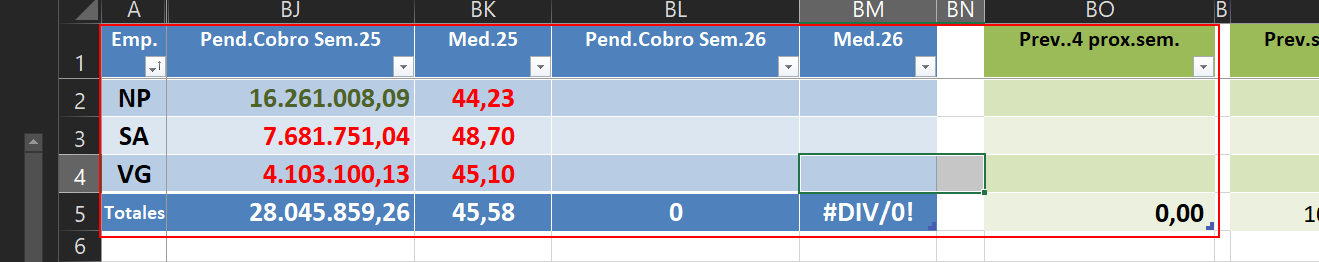 A BJ BK BL BM BN BO B
1 Emp. Pend.Cobro Sem.25 Med.25 Pend.Cobro Sem.26 Med.26 Prev..4 prox.sem. Prev.s
2 NP 16.261.008,09 44,23
3 SA 7.681.751,04 48,70
4 VG 4.103.100,13 45,10
5 Totales 28.045.859,26 45,58 0 #DIV/0! 0,00 10
6